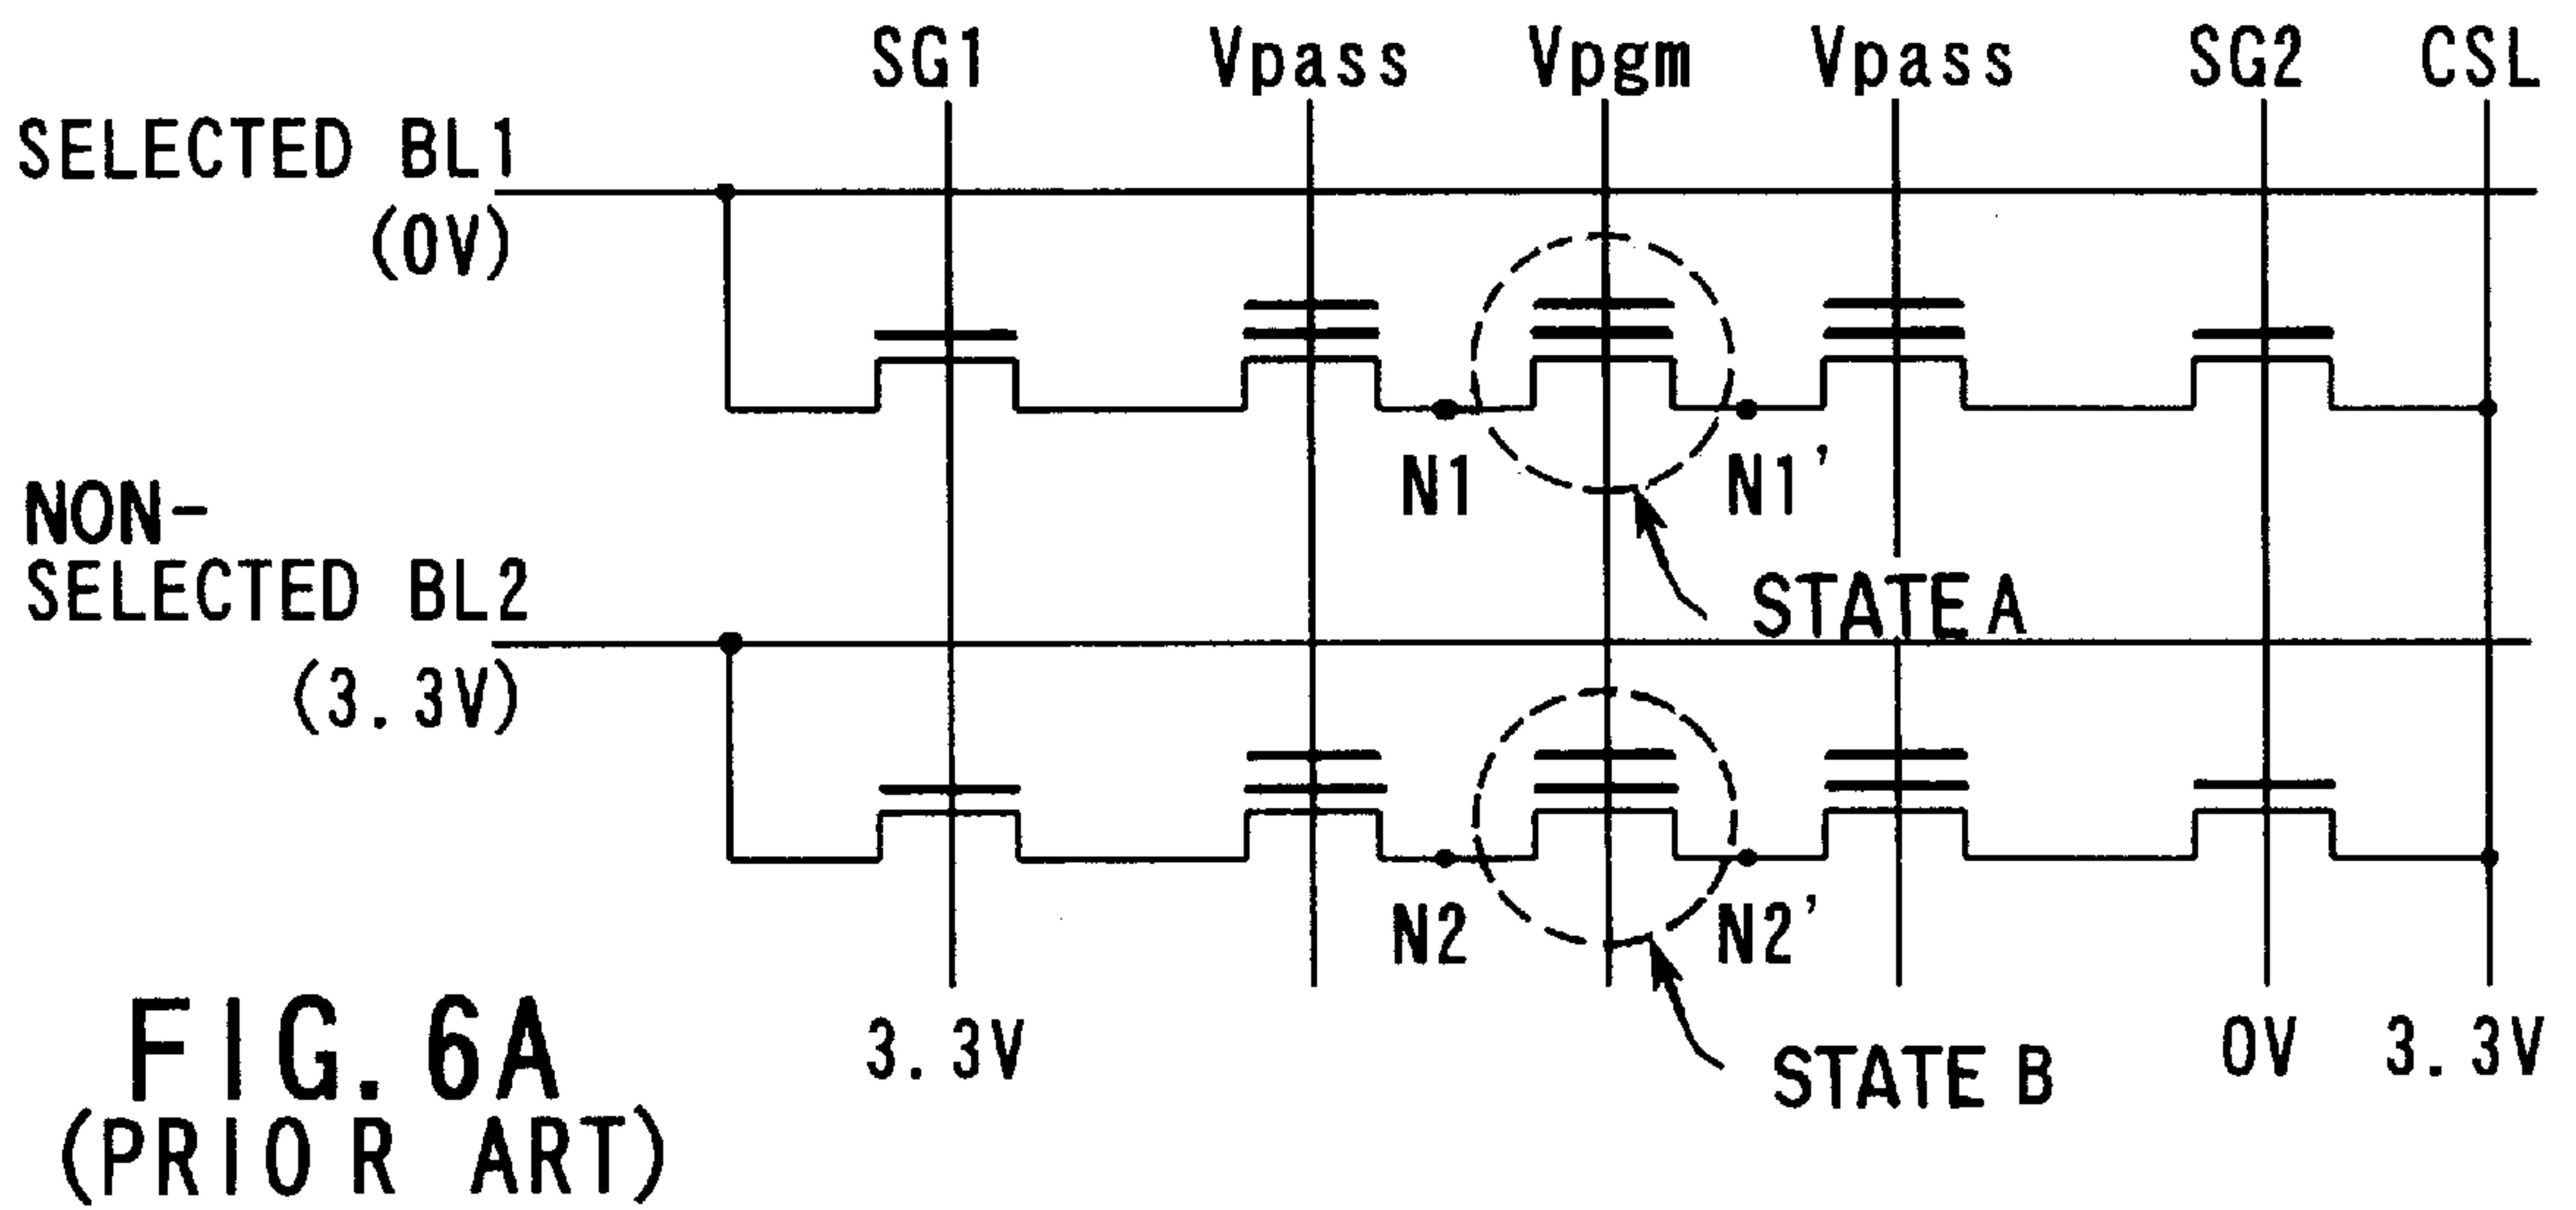 SG1 Vpass Vpgm Vpass SG2 CSL
SELECTED BL1
(0V)
N1 N1'
NON-
SELECTED BL2
STATE A
(3.3V)
N2 N2'
3.3V 0V 3.3V
STATE B
FIG. 6A
(PRIOR ART)